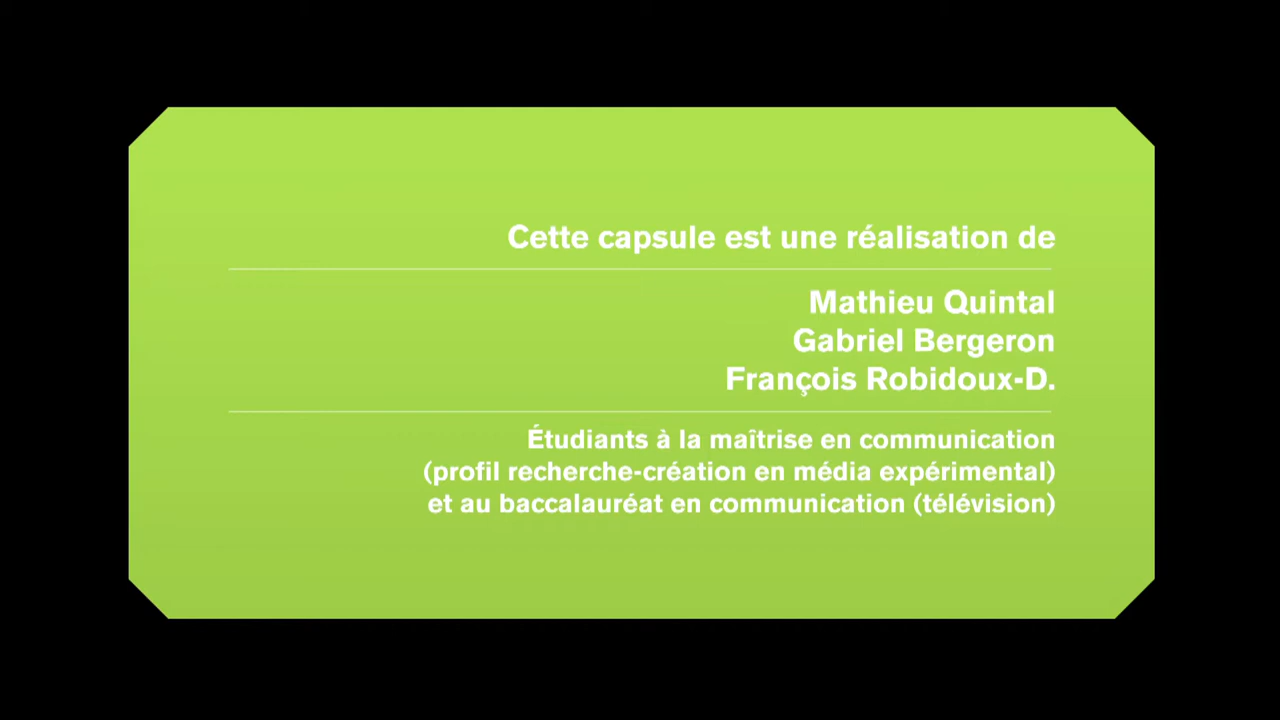 Cette capsule est une réalisation de
Mathieu Quintal
Gabriel Bergeron
François Robidoux-D.
Étudiants à la maîtrise en communication
(profil recherche-création en média expérimental)
et au baccalauréat en communication (télévision)